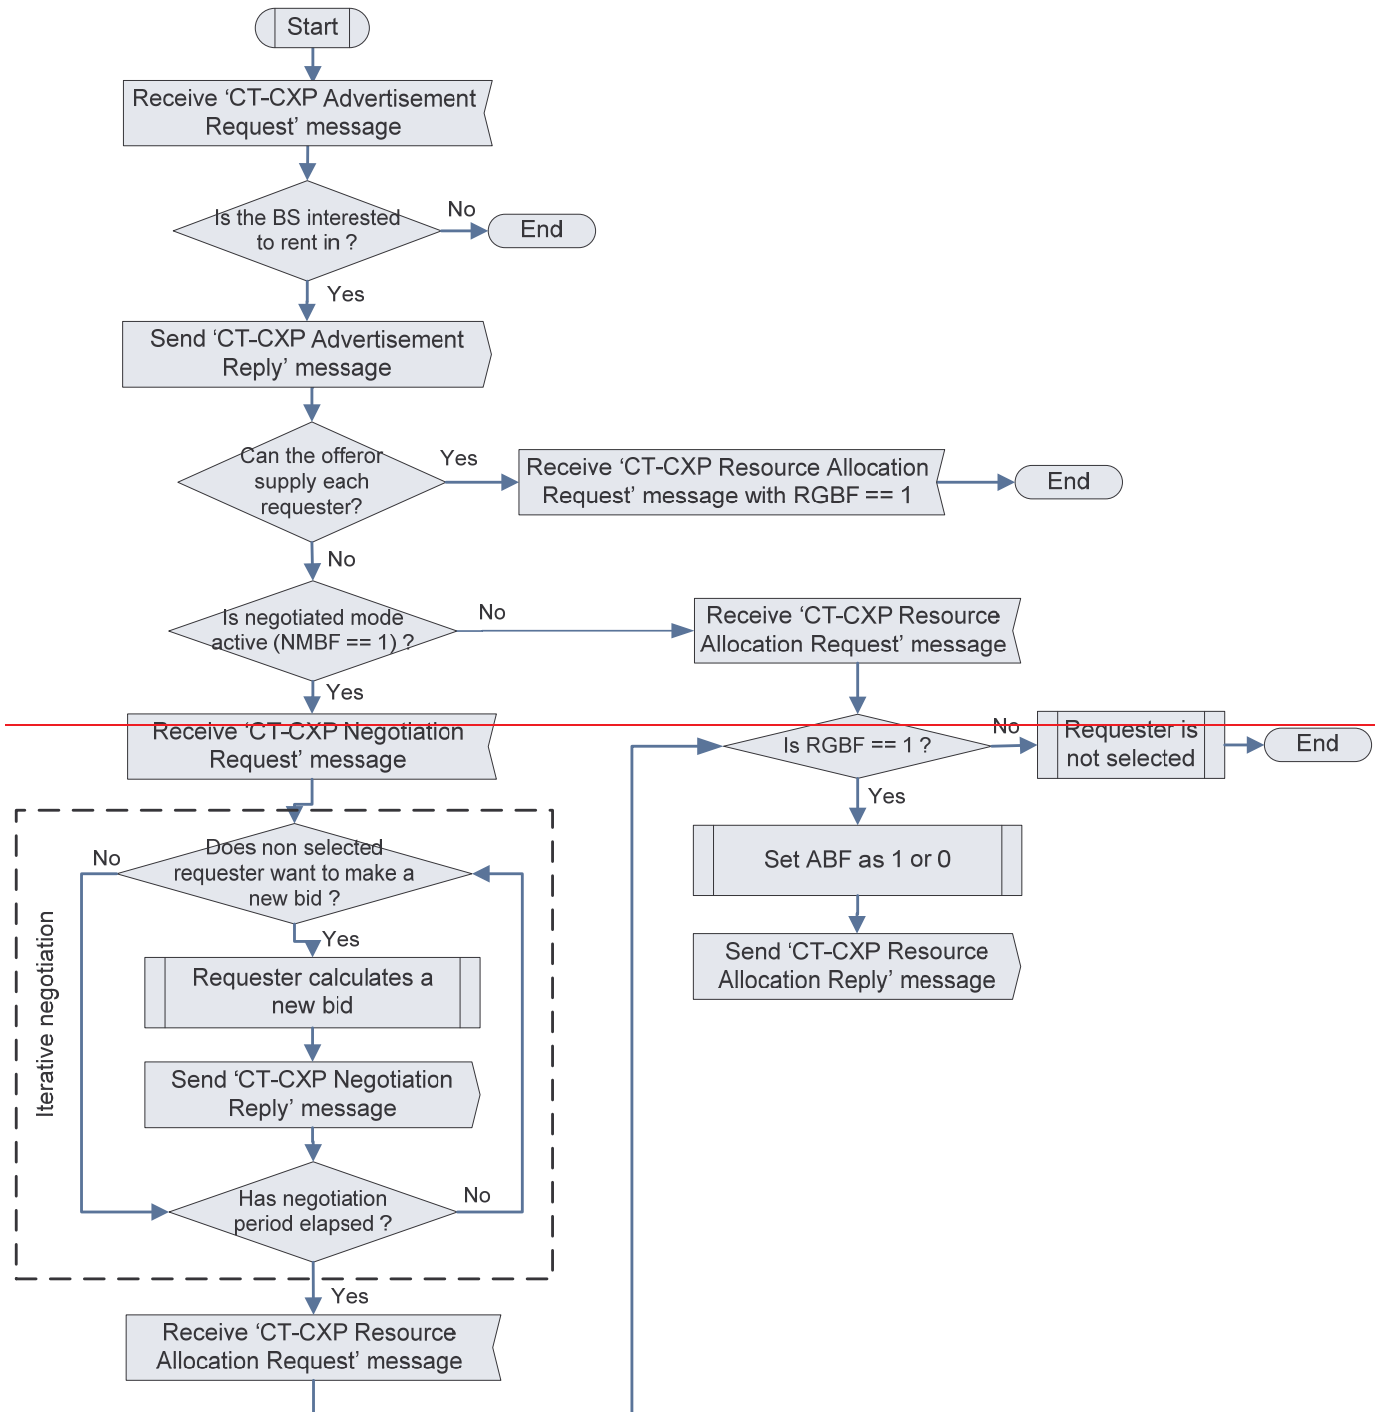 Start
Receive ‘CT-CXP Advertisement
Request’ message
Is the BS interested
to rent in ?
No
End
Yes
Send ‘CT-CXP Advertisement
Reply’ message
Can the offeror
supply each
requester?
Yes
Receive ‘CT-CXP Resource Allocation
Request’ message with RGBF == 1
End
No
Is negotiated mode
active (NMBF == 1) ?
No
Receive ‘CT-CXP Resource
Allocation Request’ message
Yes
Receive ‘CT-CXP Negotiation
Request’ message
Is RGBF == 1 ?
No
Requester is
not selected
End
Yes
Set ABF as 1 or 0
Send ‘CT-CXP Resource
Allocation Reply’ message
Iterative negotiation
Does non selected
requester want to make a
new bid ?
No
Yes
Requester calculates a
new bid
Send ‘CT-CXP Negotiation
Reply’ message
Has negotiation
period elapsed ?
No
Yes
Receive ‘CT-CXP Resource
Allocation Request’ message